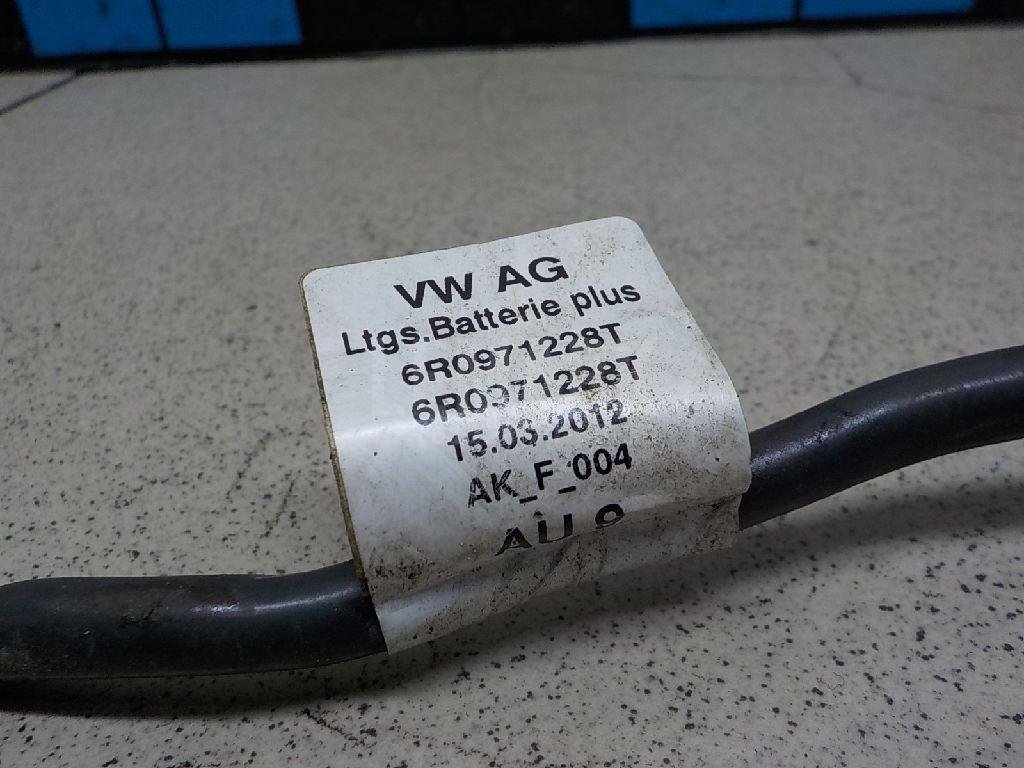 VW AG
Ltgs.Batterie plus
6R0971228T
6R0971228T
15.03.2012
AK_F_004
AU 9